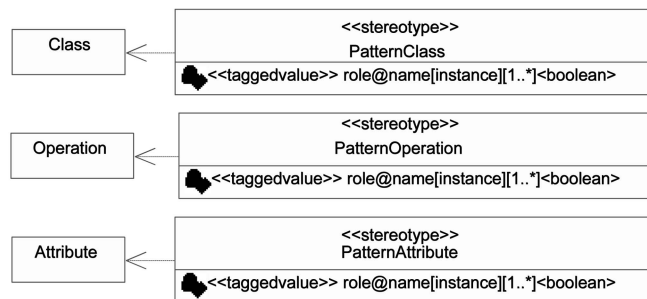 Class
<<stereotype>>
PatternClass
<<taggedvalue>> role@name[instance][1..*]<boolean>
Operation
<<stereotype>>
PatternOperation
<<taggedvalue>> role@name[instance][1..*]<boolean>
Attribute
<<stereotype>>
PatternAttribute
<<taggedvalue>> role@name[instance][1..*]<boolean>